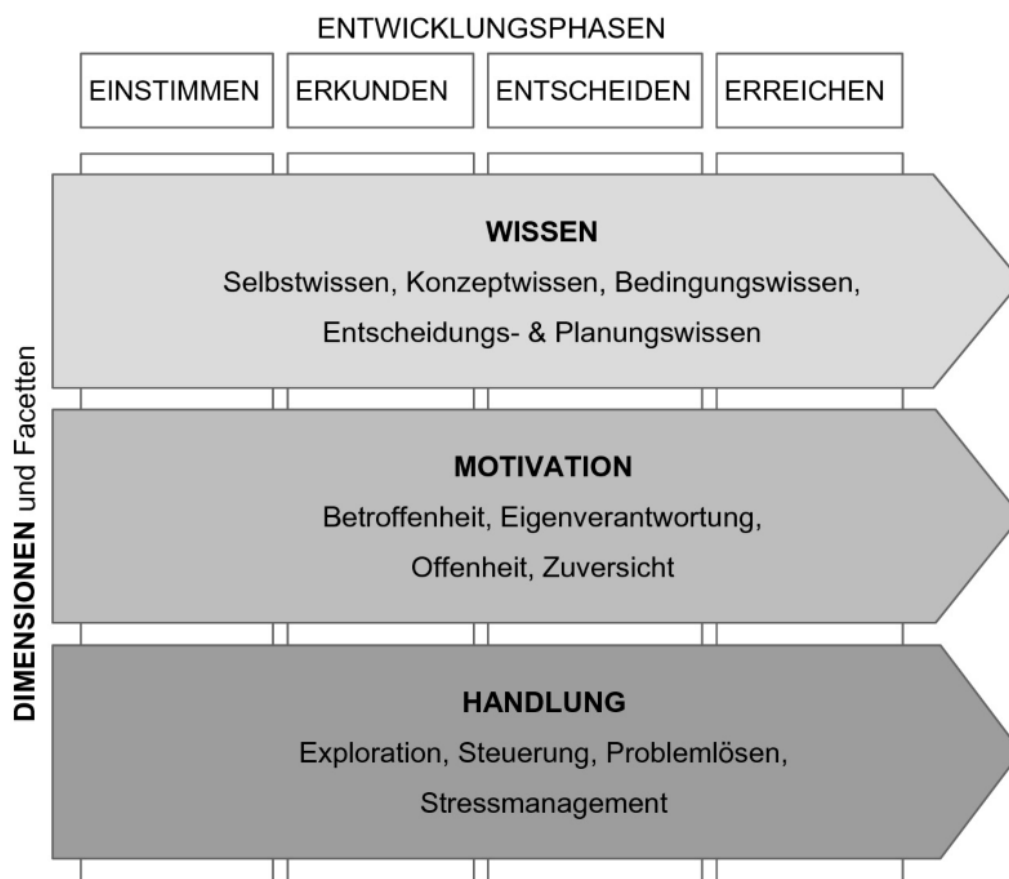 ENTWICKLUNGSPHASEN
EINSTIMMEN
ERKUNDEN
ENTSCHEIDEN
ERREICHEN
DIMENSIONEN und Facetten
WISSEN
Selbstwissen, Konzeptwissen, Bedingungswissen,
Entscheidungs- & Planungswissen
MOTIVATION
Betroffenheit, Eigenverantwortung,
Offenheit, Zuversicht
HANDLUNG
Exploration, Steuerung, Problemlösen,
Stressmanagement